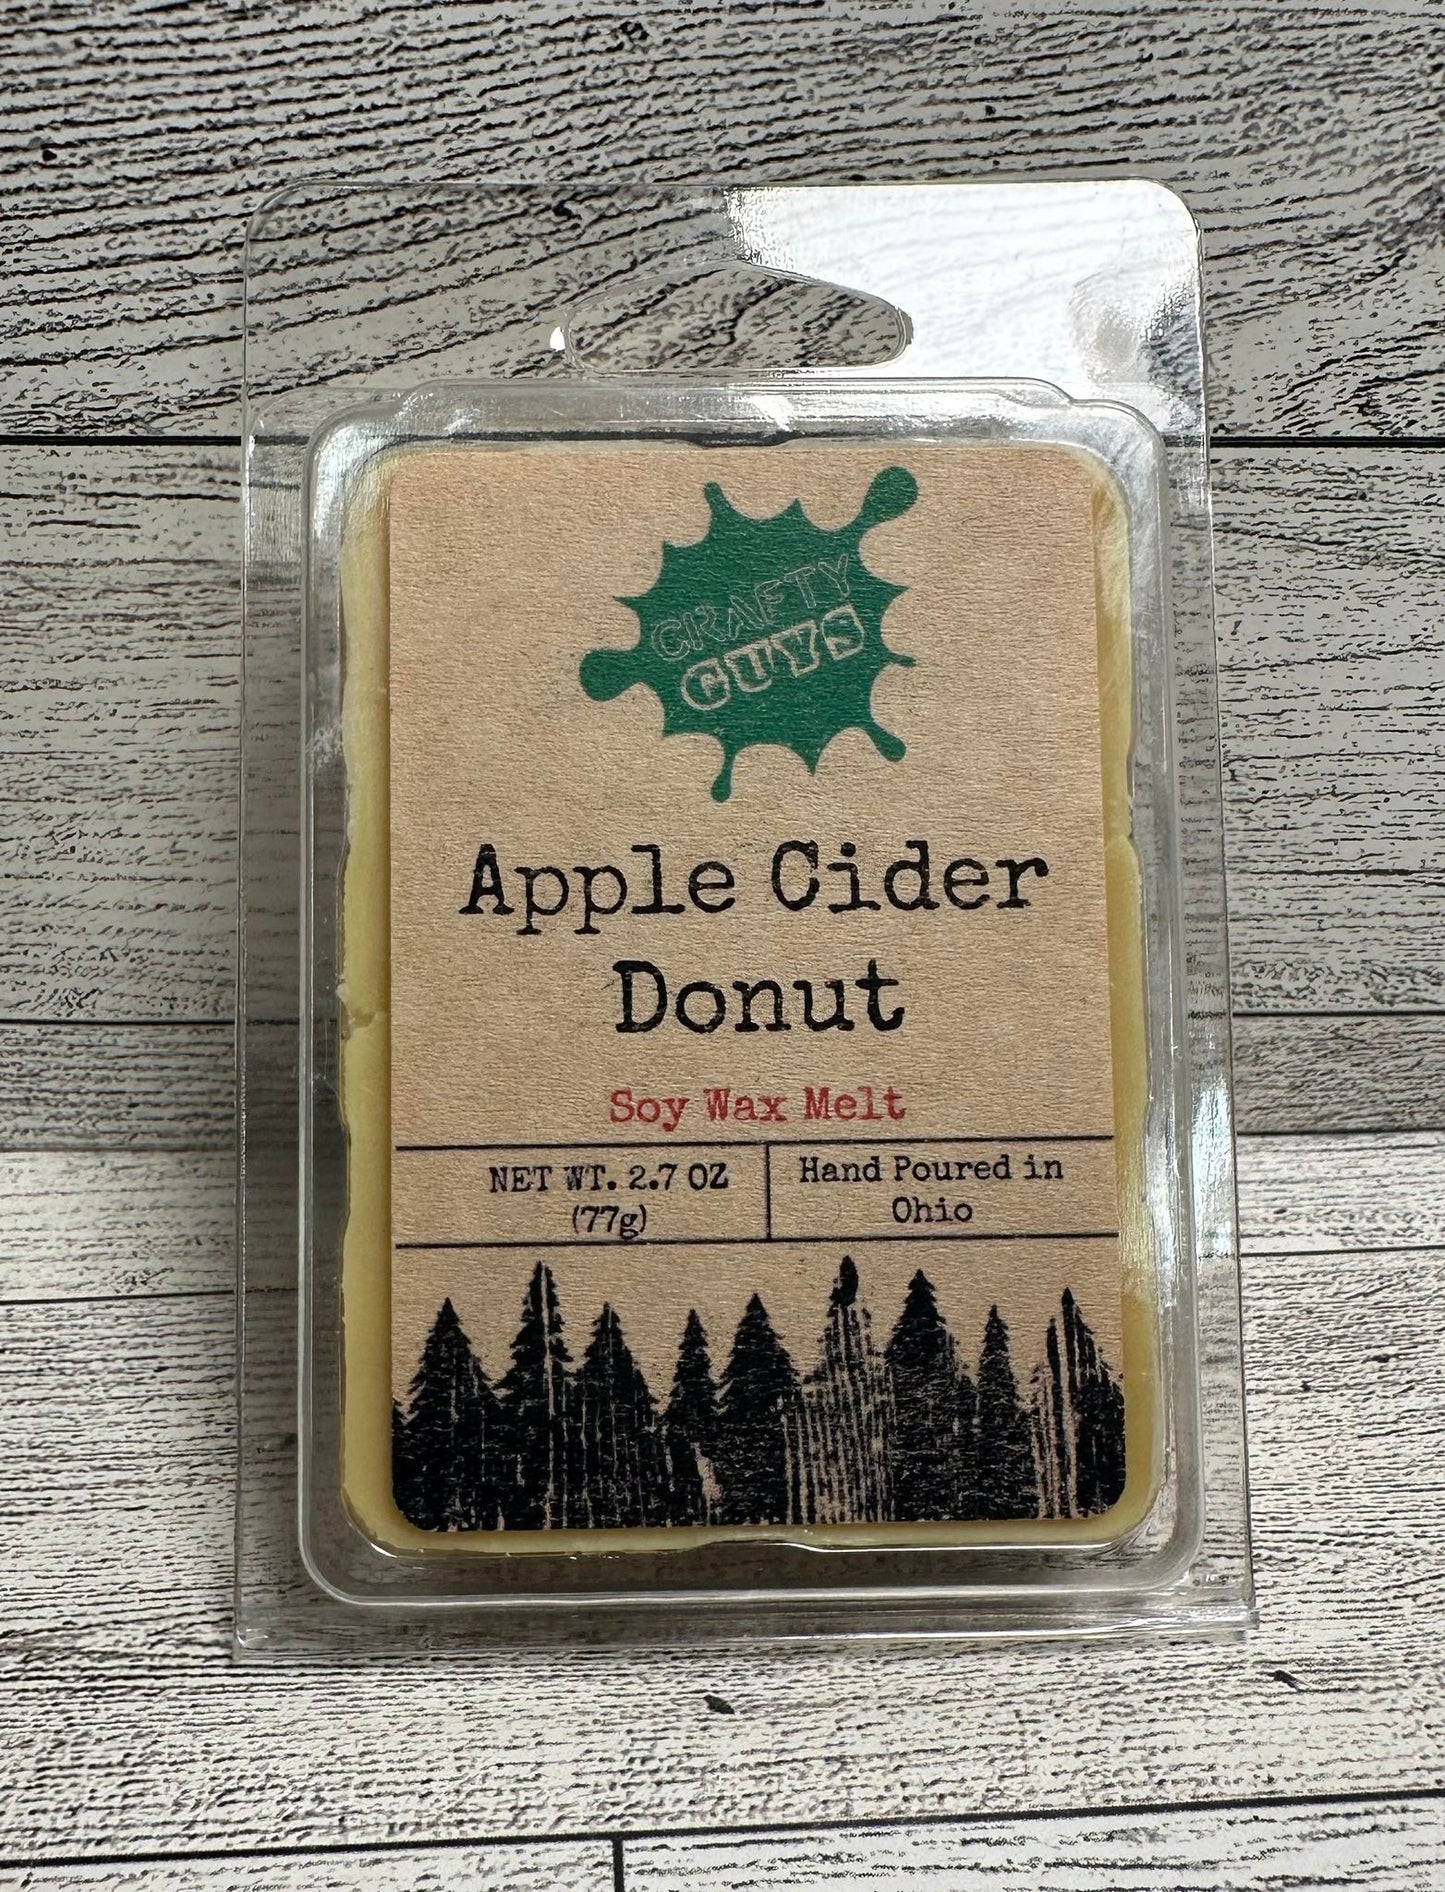 CRAFTY
GUYS
Apple Cider
Donut
Soy Wax Melt
NET WT. 2.7 OZ
(77g)
Hand Poured in
Ohio